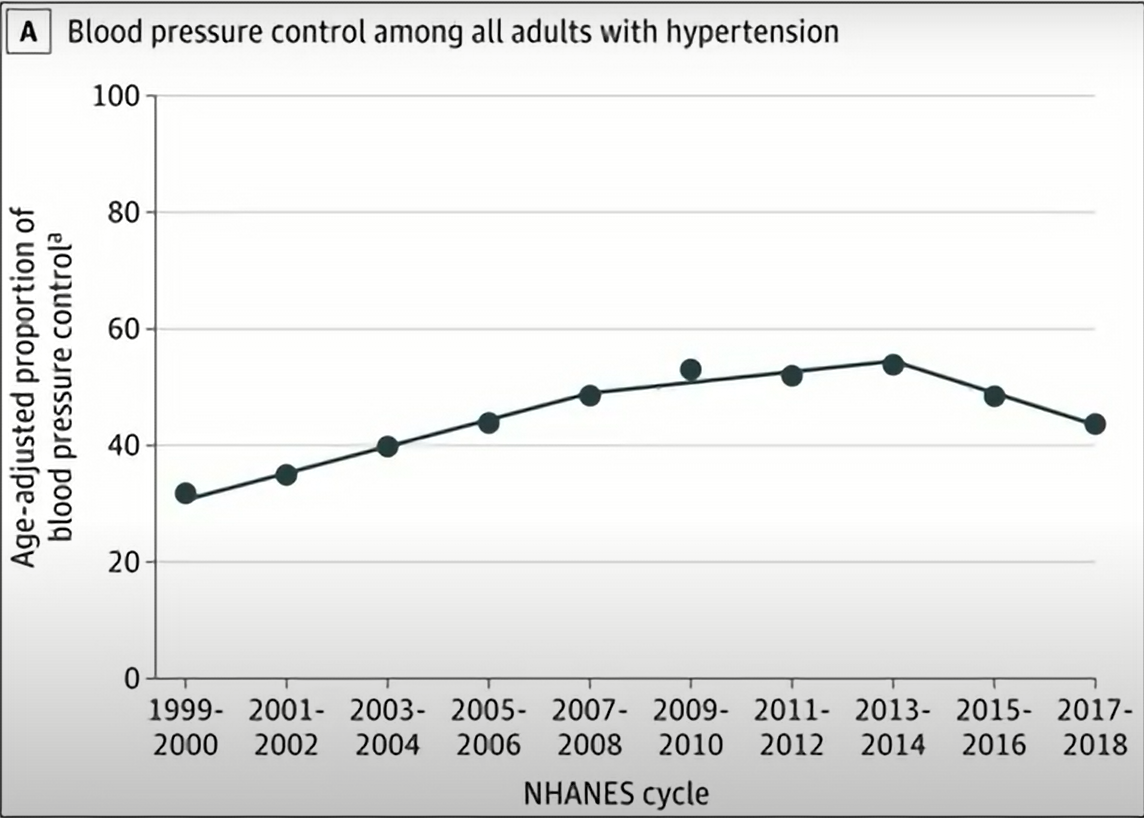 A Blood pressure control among all adults with hypertension
Age-adjusted proportion of
blood pressure controlᵃ
100
80
60
40
20
0
1999- 2001- 2003- 2005- 2007- 2009- 2011- 2013- 2015- 2017-
2000 2002 2004 2006 2008 2010 2012 2014 2016 2018
NHANES cycle